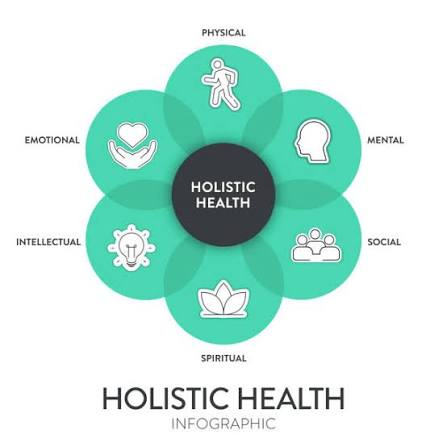 PHYSICAL
EMOTIONAL
MENTAL
HOLISTIC
HEALTH
INTELLECTUAL
SOCIAL
SPIRITUAL
HOLISTIC HEALTH
INFOGRAPHIC